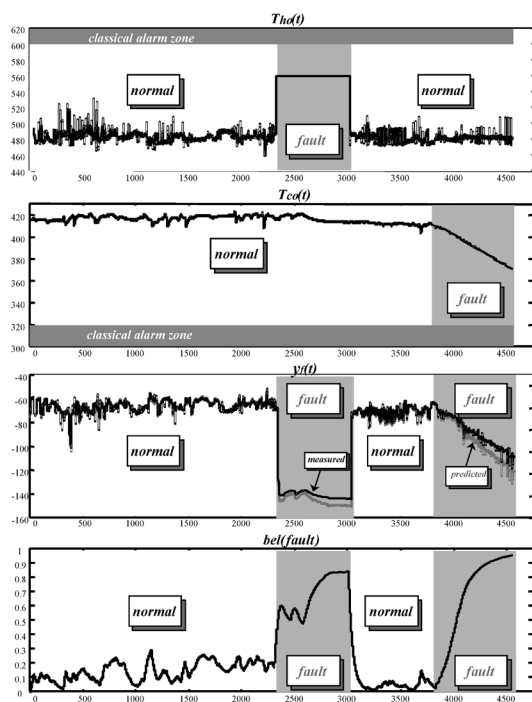 T_ho(t)
620
classical alarm zone
600
580
560
540
520
500
480
460
440
normal
fault
normal
0 500 1000 1500 2000 2500 3000 3500 4000 4500
T_co(t)
420
400
380
360
340
320
300
normal
fault
classical alarm zone
0 500 1000 1500 2000 2500 3000 3500 4000 4500
y_f(t)
-40
-60
-80
-100
-120
-140
-160
fault
fault
normal
measured
normal
predicted
0 500 1000 1500 2000 2500 3000 3500 4000 4500
bel(fault)
1
0.9
0.8
0.7
0.6
0.5
0.4
0.3
0.2
0.1
0
normal
normal
fault
fault
0 500 1000 1500 2000 2500 3000 3500 4000 4500